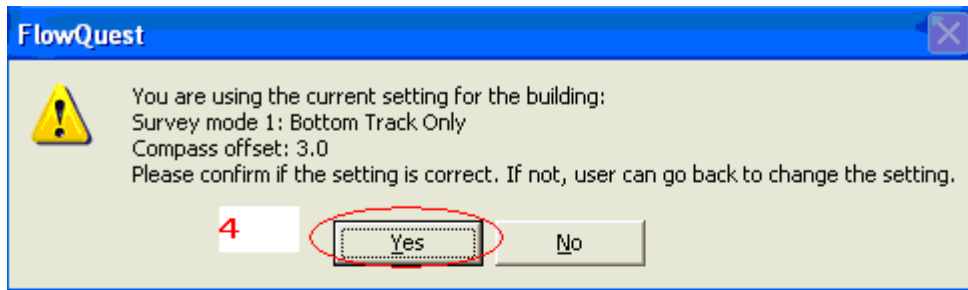 FlowQuest
You are using the current setting for the building:
Survey mode 1: Bottom Track Only
Compass offset: 3.0
Please confirm if the setting is correct. If not, user can go back to change the setting.
4 Yes No